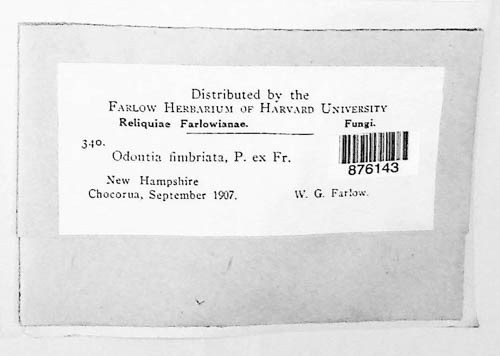 Distributed by the
FARLOW HERBARIUM OF HARVARD UNIVERSITY
Reliquiae Farlowianae. Fungi.
340.
Odontia fimbriata, P. ex Fr.
876143
New Hampshire
Chocorua, September 1907. W. G. Farlow.